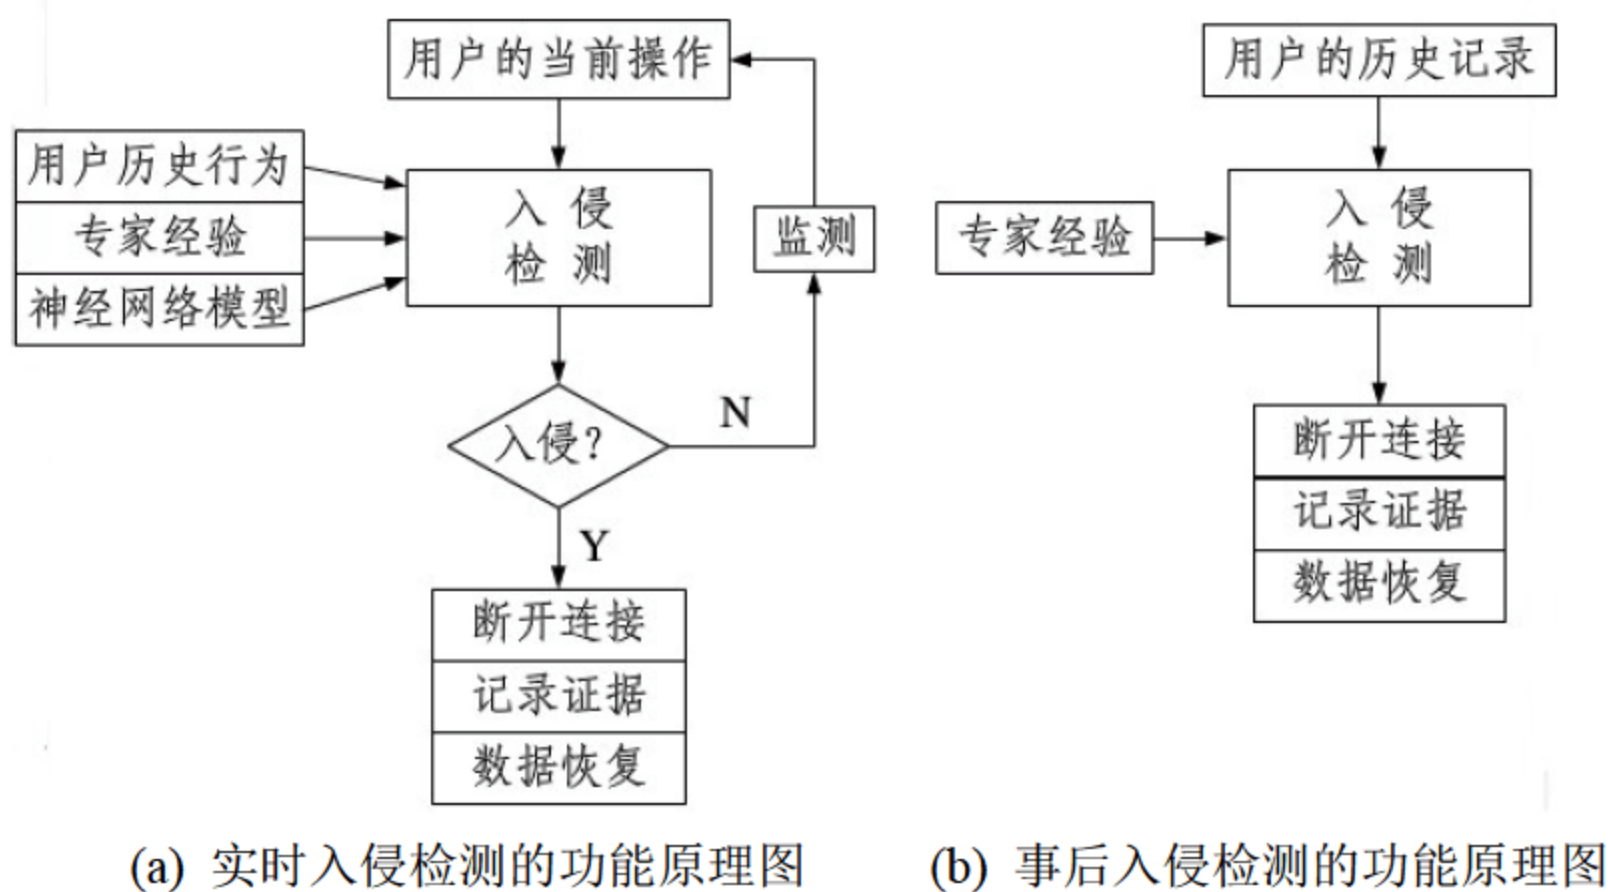 用户的当前操作
用户历史行为
专家经验
神经网络模型
入 侵
检 测
监测
入侵?
N
Y
断开连接
记录证据
数据恢复
(a) 实时入侵检测的功能原理图
用户的历史记录
专家经验
入 侵
检 测
断开连接
记录证据
数据恢复
(b) 事后入侵检测的功能原理图